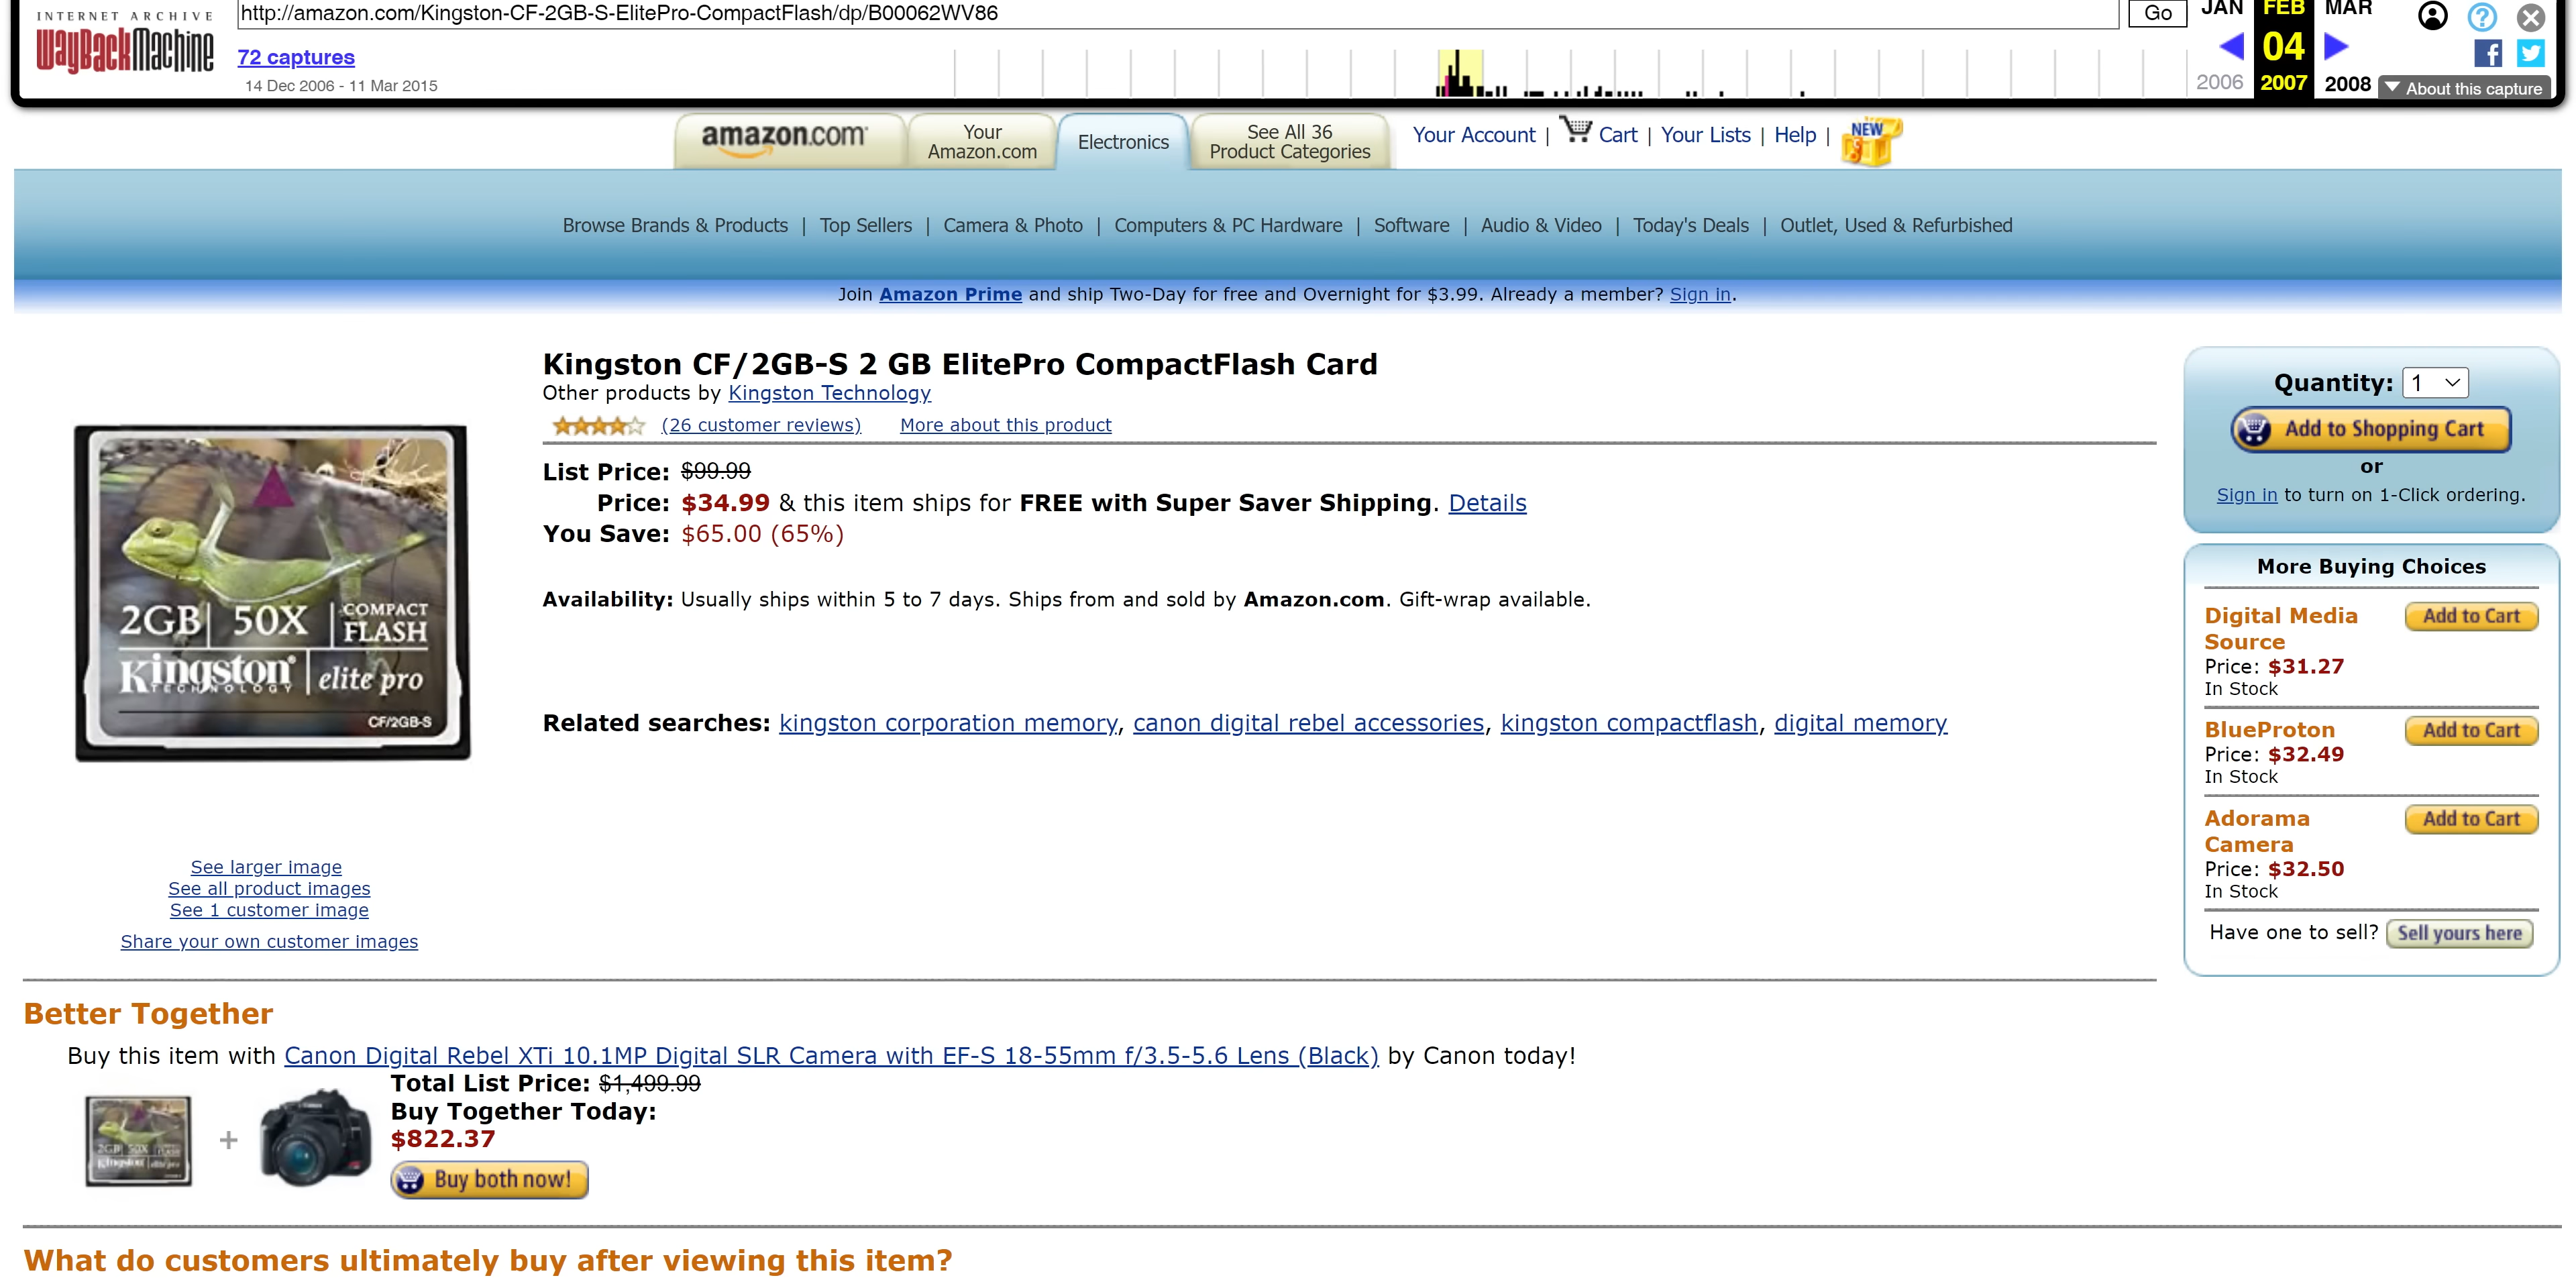 INTERNET ARCHIVE
WayBackMachine
http://amazon.com/Kingston-CF-2GB-S-ElitePro-CompactFlash/dp/B00062WV86
Go
JAN FEB MAR
72 captures
04
14 Dec 2006 - 11 Mar 2015
2006 2007 2008
About this capture
amazon.com
Your
Amazon.com
Electronics
See All 36
Product Categories
Your Account | Cart | Your Lists | Help |
NEW
Browse Brands & Products | Top Sellers | Camera & Photo | Computers & PC Hardware | Software | Audio & Video | Today's Deals | Outlet, Used & Refurbished
Join Amazon Prime and ship Two-Day for free and Overnight for $3.99. Already a member? Sign in.
Kingston CF/2GB-S 2 GB ElitePro CompactFlash Card
Other products by Kingston Technology
(26 customer reviews) More about this product
List Price: $99.99
Price: $34.99 & this item ships for FREE with Super Saver Shipping. Details
You Save: $65.00 (65%)
Availability: Usually ships within 5 to 7 days. Ships from and sold by Amazon.com. Gift-wrap available.
Related searches: kingston corporation memory, canon digital rebel accessories, kingston compactflash, digital memory
2GB 50X COMPACT
FLASH
Kingston
TECHNOLOGY
elite pro
CF/2GB-S
See larger image
See all product images
See 1 customer image
Share your own customer images
Quantity: 1
Add to Shopping Cart
or
Sign in to turn on 1-Click ordering.
More Buying Choices
Digital Media
Source
Add to Cart
Price: $31.27
In Stock
BlueProton
Add to Cart
Price: $32.49
In Stock
Adorama
Camera
Add to Cart
Price: $32.50
In Stock
Have one to sell? Sell yours here
Better Together
Buy this item with Canon Digital Rebel XTi 10.1MP Digital SLR Camera with EF-S 18-55mm f/3.5-5.6 Lens (Black) by Canon today!
Total List Price: $1,499.99
Buy Together Today:
$822.37
2GB 50X
Kingston elite pro
+
Buy both now!
What do customers ultimately buy after viewing this item?